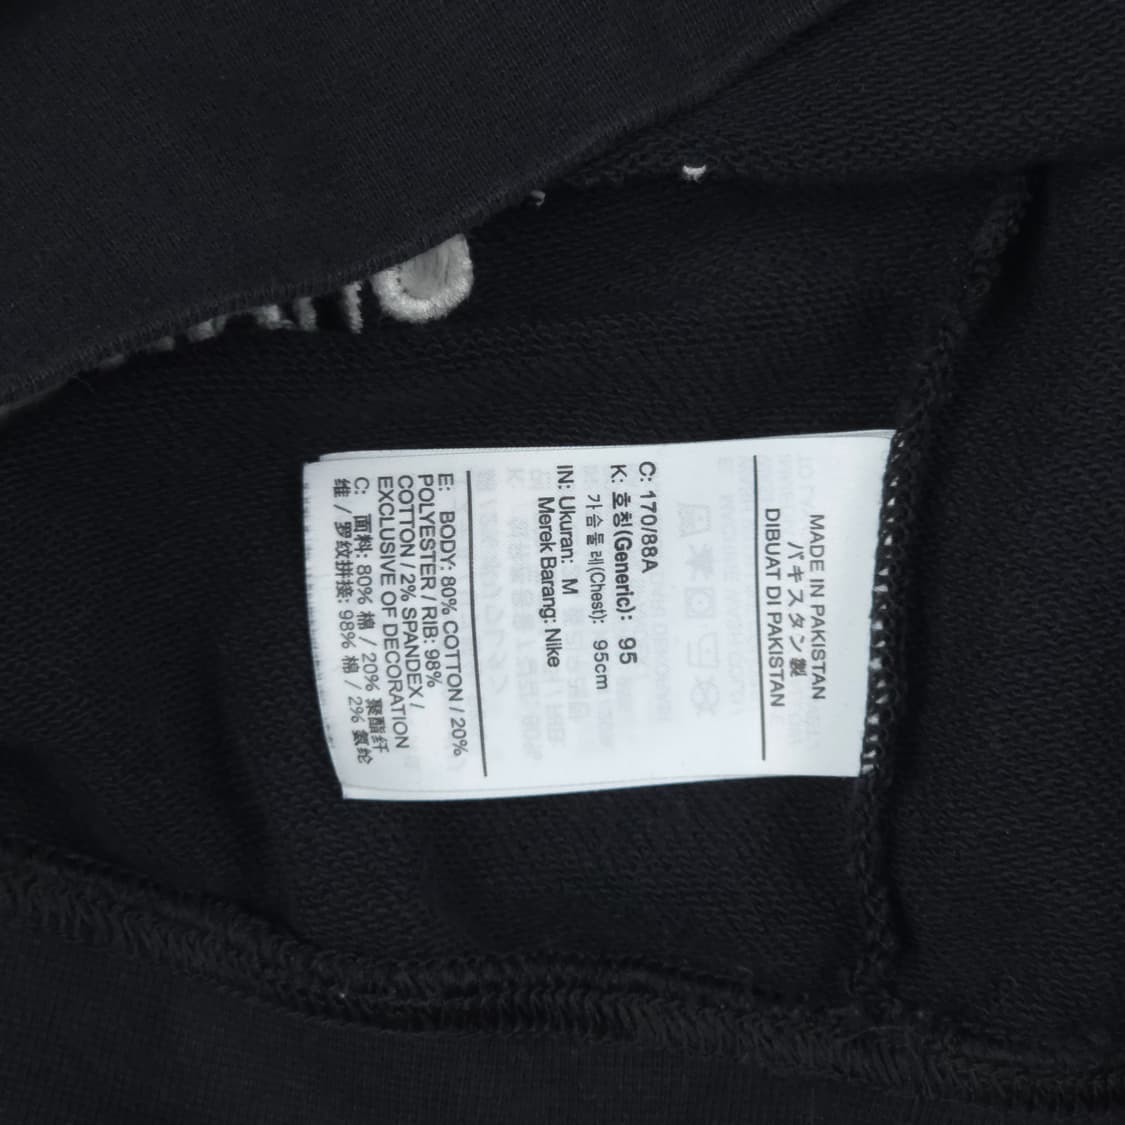 MADE IN PAKISTAN
パキスタン製
DIBUAT DI PAKISTAN
C: 170/88A
K: 호칭(Generic): 95
가슴둘레(Chest): 95cm
IN: Ukuran: M
Merek Barang: Nike
E: BODY: 80% COTTON / 20%
POLYESTER / RIB: 98%
COTTON / 2% SPANDEX /
EXCLUSIVE OF DECORATION
C: 面料: 80% 棉 / 20% 聚酯纤
维 / 罗纹拼接: 98% 棉 / 2% 氨纶